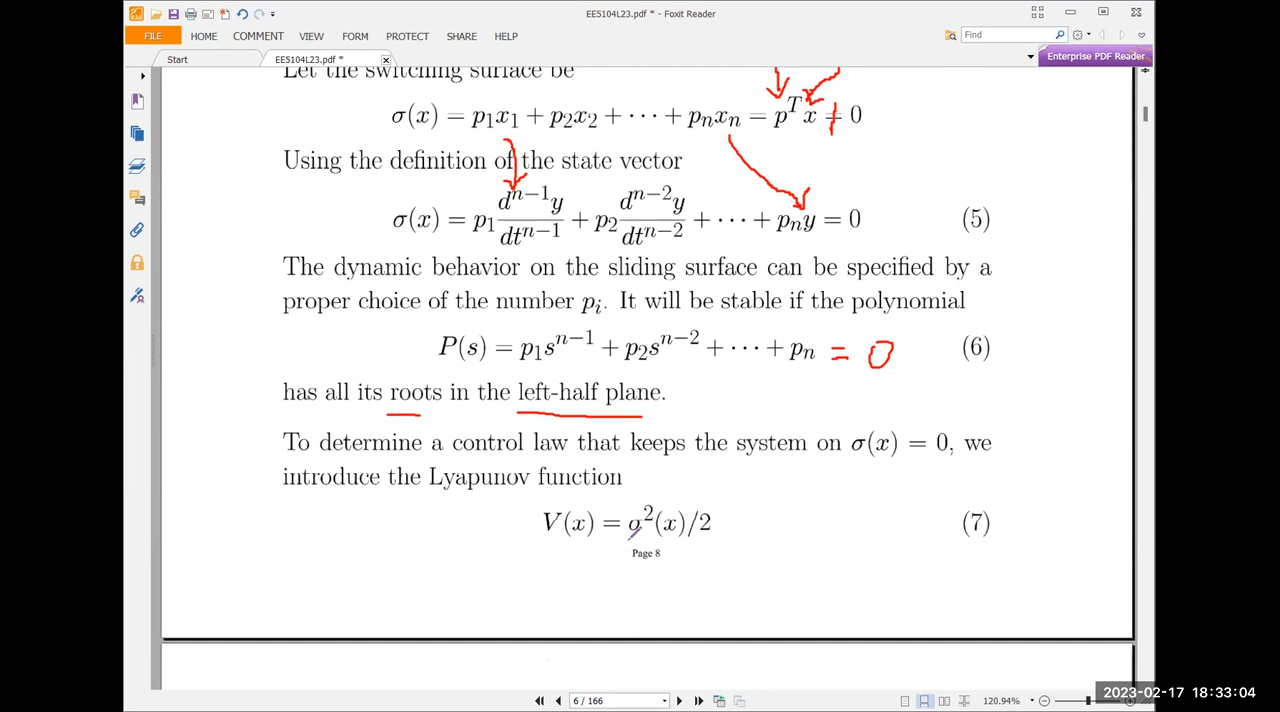 EE5104L23.pdf * - Foxit Reader
FILE HOME COMMENT VIEW FORM PROTECT SHARE HELP Find
Start EE5104L23.pdf * Enterprise PDF Reader
Let the switching surface be
σ(x) = p₁x₁ + p₂x₂ + ⋯ + pₙxₙ = pᵀx + 0
Using the definition of the state vector
σ(x) = p₁ dⁿ⁻¹y/dtⁿ⁻¹ + p₂ dⁿ⁻²y/dtⁿ⁻² + ⋯ + pₙy = 0 (5)
The dynamic behavior on the sliding surface can be specified by a
proper choice of the number pᵢ. It will be stable if the polynomial
P(s) = p₁sⁿ⁻¹ + p₂sⁿ⁻² + ⋯ + pₙ = 0 (6)
has all its roots in the left-half plane.
To determine a control law that keeps the system on σ(x) = 0, we
introduce the Lyapunov function
V(x) = σ²(x)/2 (7)
Page 8
6 / 166 120.94%
2023-02-17 18:33:04